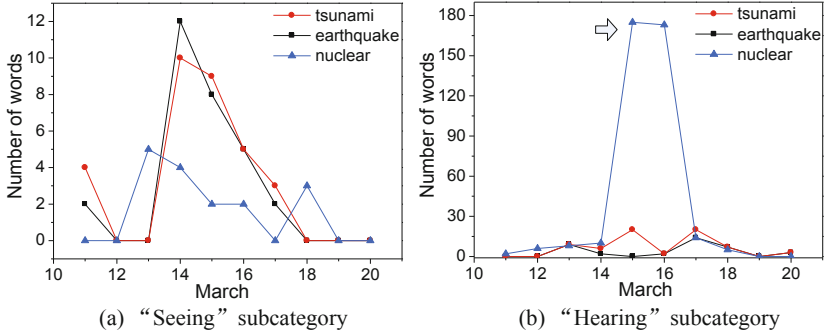 tsunami
earthquake
nuclear
Number of words
12
10
8
6
4
2
0
10 12 14 16 18 20
March
(a) “Seeing” subcategory
tsunami
earthquake
nuclear
Number of words
180
150
120
90
60
30
0
10 12 14 16 18 20
March
(b) “Hearing” subcategory